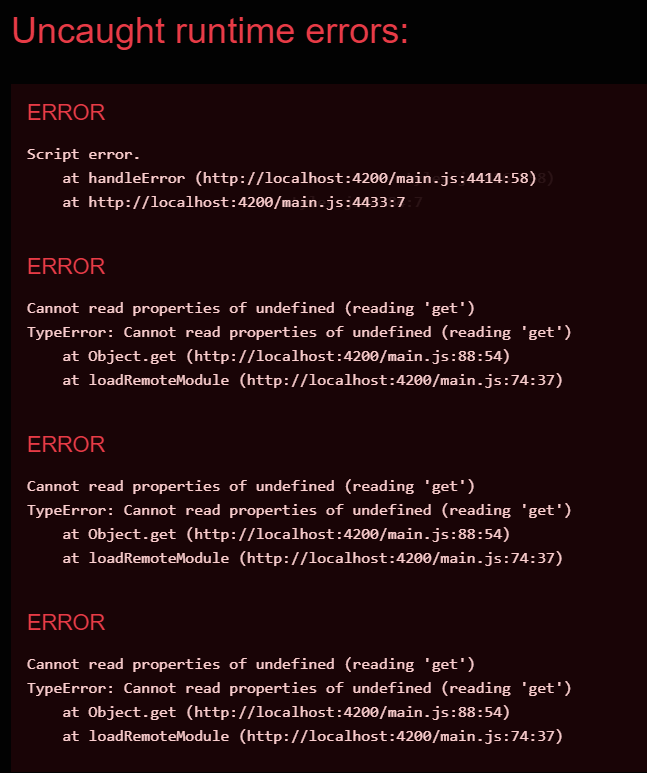 Uncaught runtime errors:
ERROR
Script error.
    at handleError (http://localhost:4200/main.js:4414:58)
    at http://localhost:4200/main.js:4433:7
ERROR
Cannot read properties of undefined (reading 'get')
TypeError: Cannot read properties of undefined (reading 'get')
    at Object.get (http://localhost:4200/main.js:88:54)
    at loadRemoteModule (http://localhost:4200/main.js:74:37)
ERROR
Cannot read properties of undefined (reading 'get')
TypeError: Cannot read properties of undefined (reading 'get')
    at Object.get (http://localhost:4200/main.js:88:54)
    at loadRemoteModule (http://localhost:4200/main.js:74:37)
ERROR
Cannot read properties of undefined (reading 'get')
TypeError: Cannot read properties of undefined (reading 'get')
    at Object.get (http://localhost:4200/main.js:88:54)
    at loadRemoteModule (http://localhost:4200/main.js:74:37)